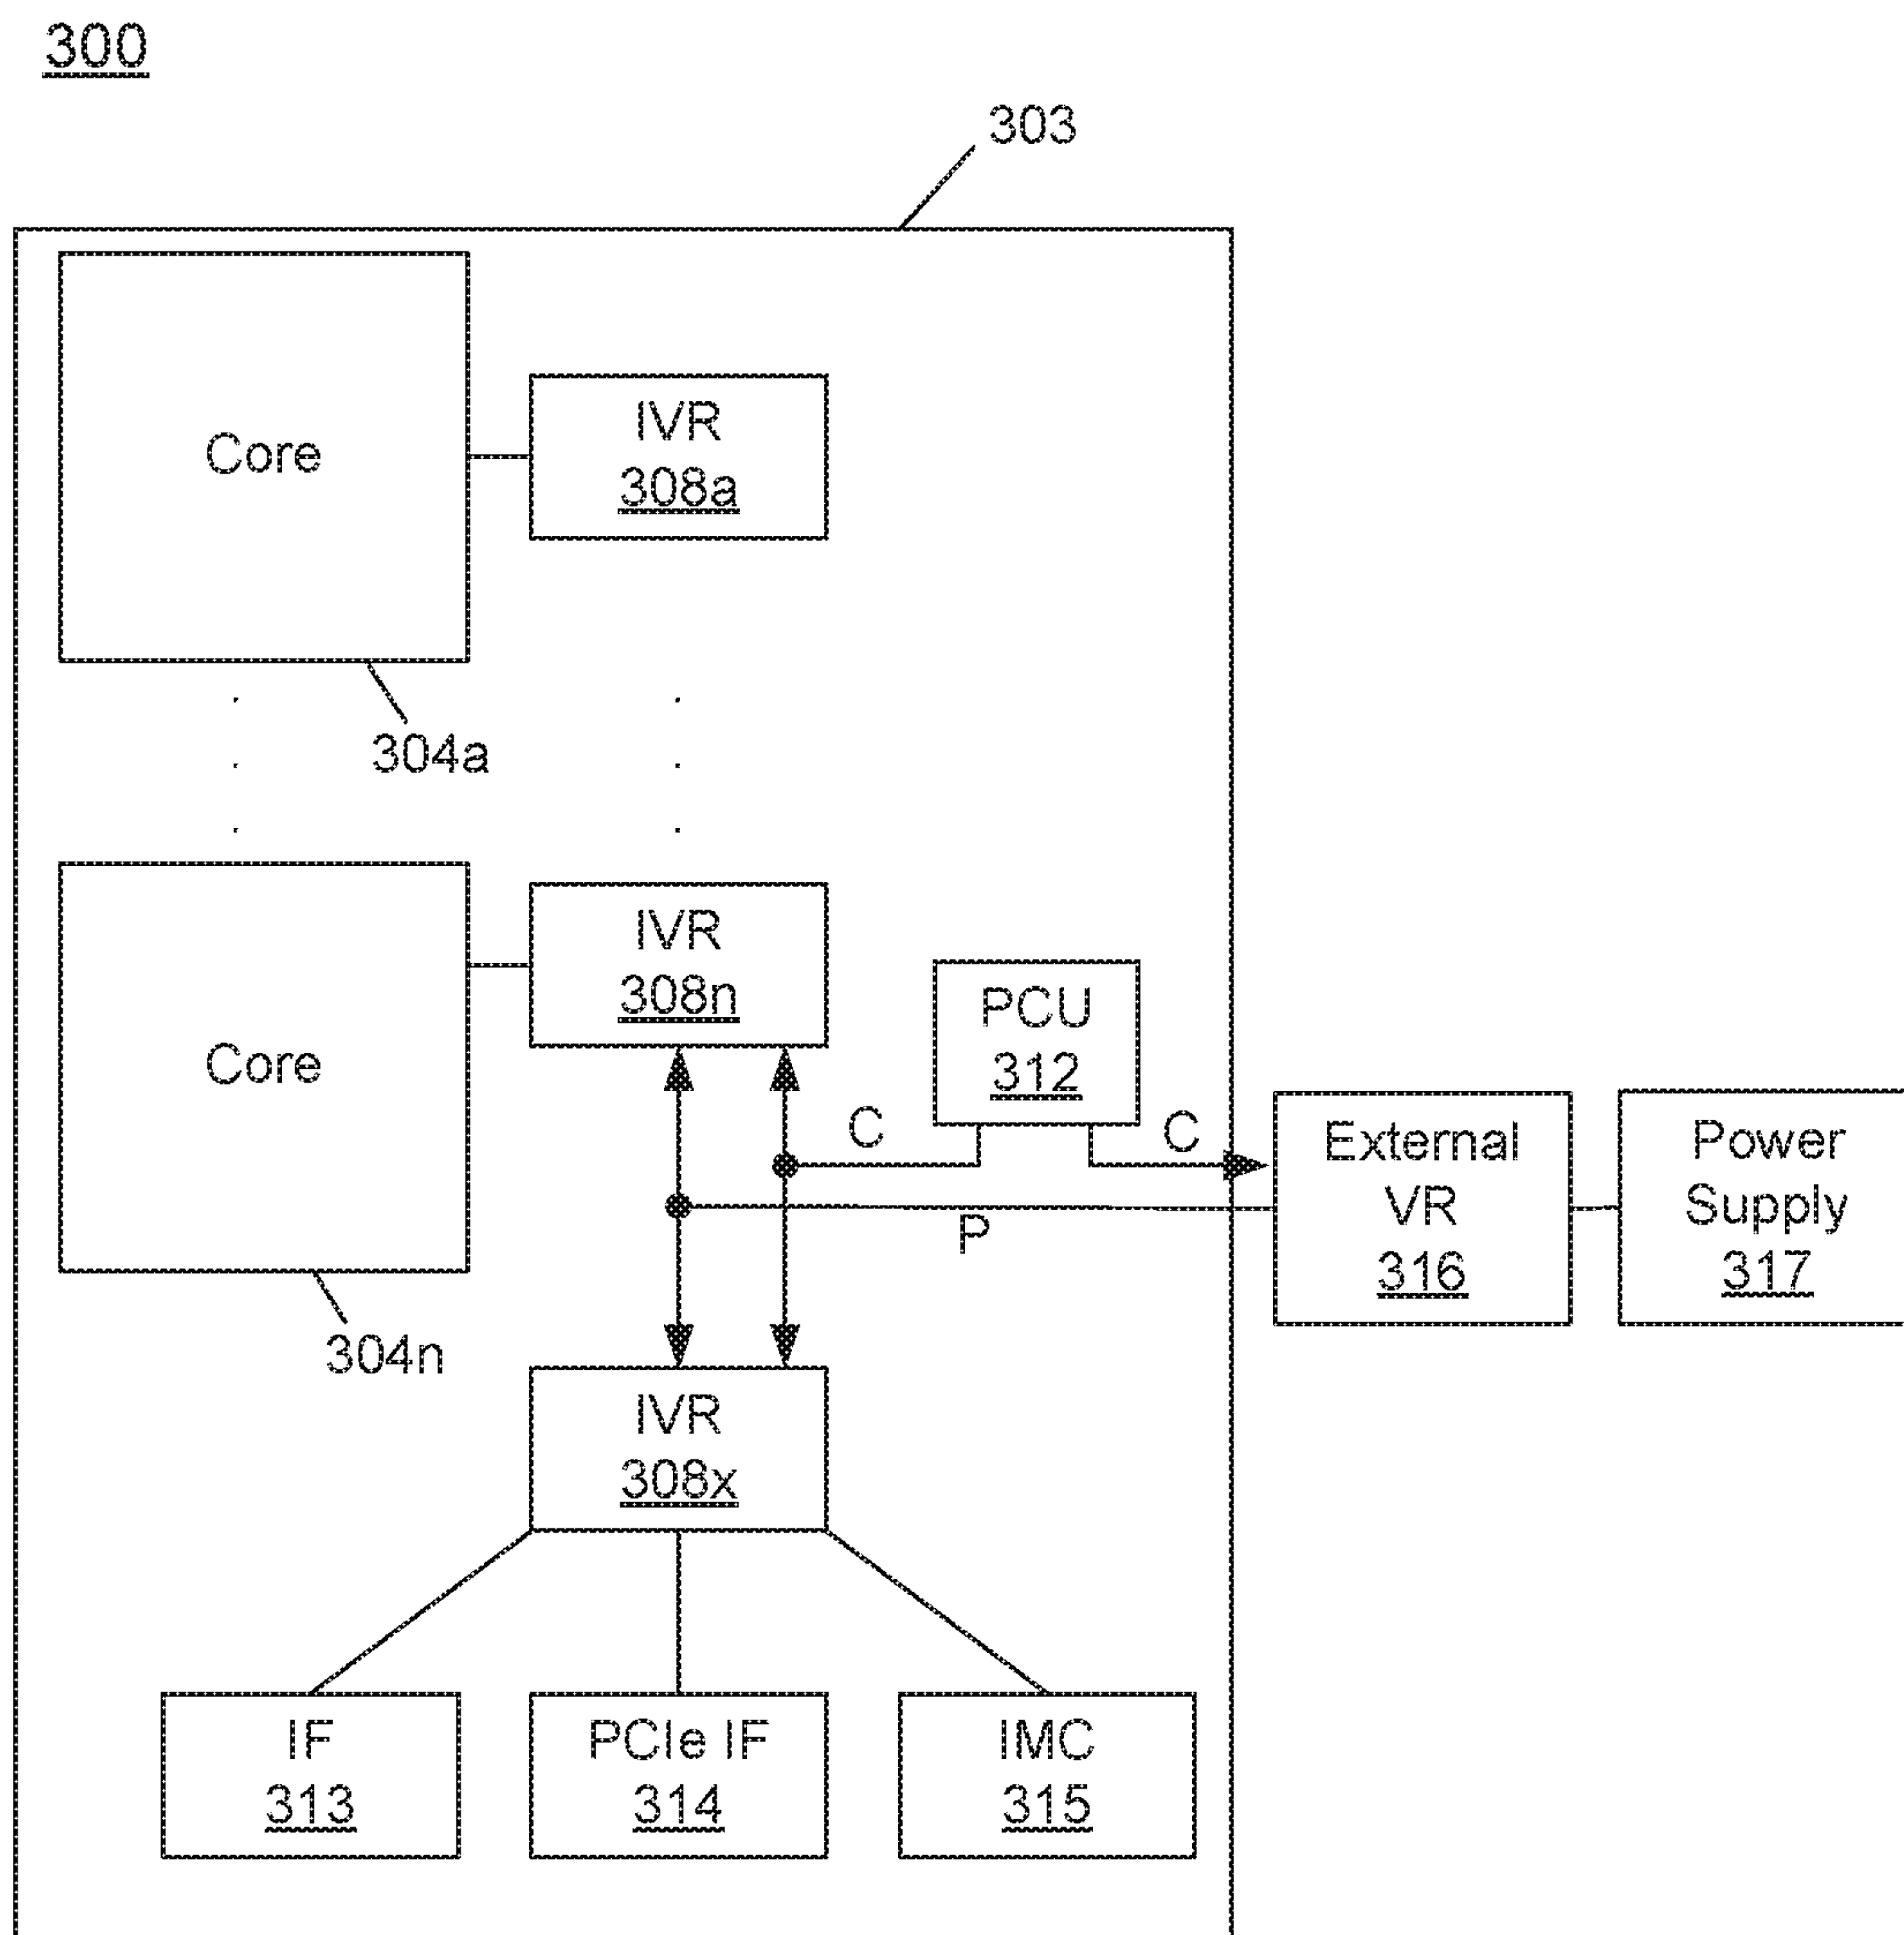 300
303
Core
IVR
308a
304a
Core
IVR
308n
PCU
312
C
C
P
External
VR
316
Power
Supply
317
304n
IVR
308x
IF
313
PCIe IF
314
IMC
315